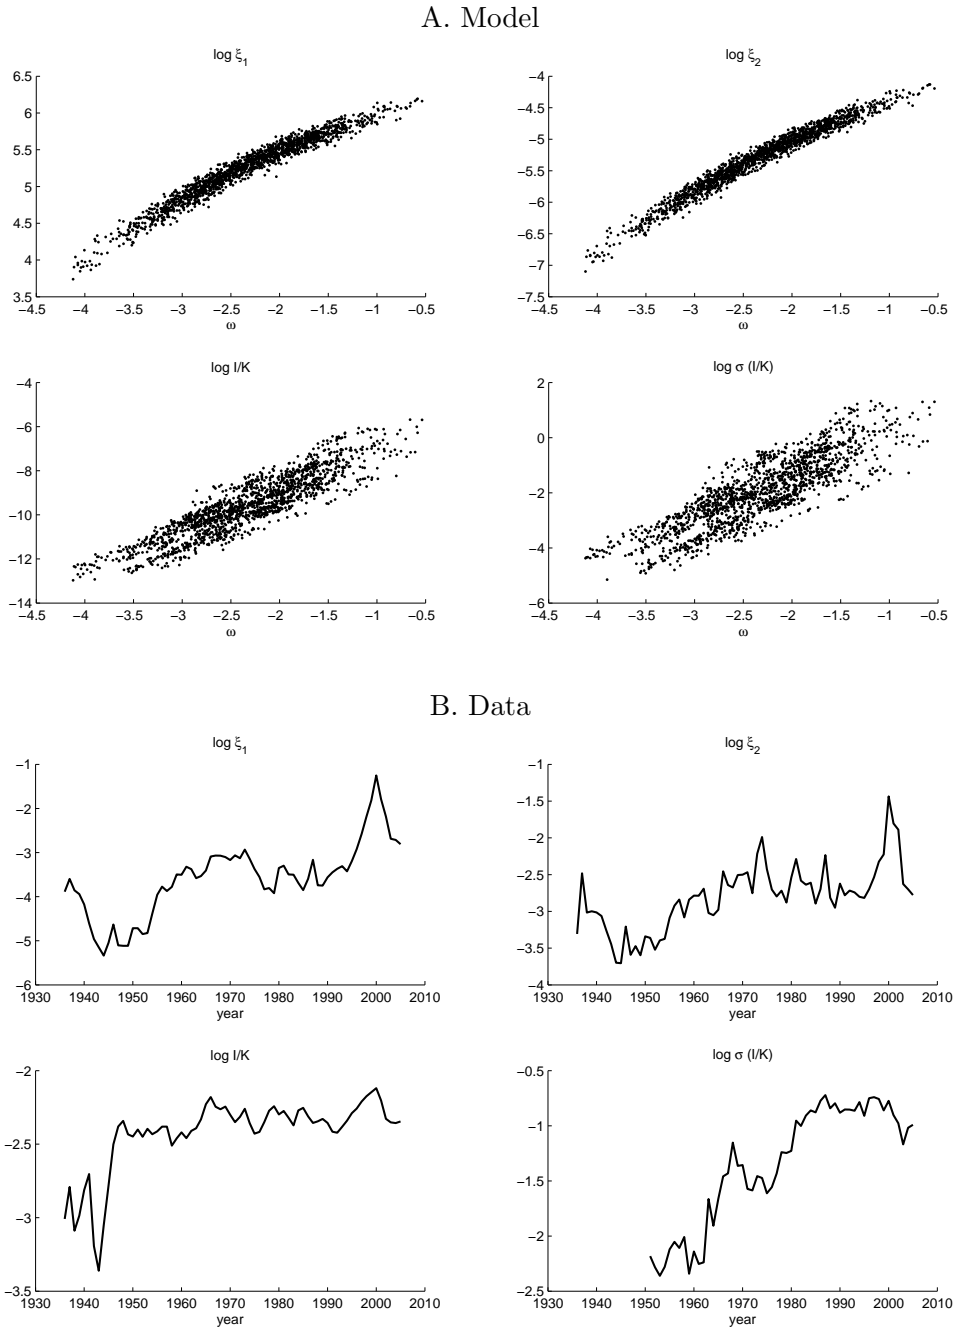 A. Model
log ξ1
6.5
6
5.5
5
4.5
4
3.5
−4.5 −4 −3.5 −3 −2.5 −2 −1.5 −1 −0.5
ω
log ξ2
−4
−4.5
−5
−5.5
−6
−6.5
−7
−7.5
−4.5 −4 −3.5 −3 −2.5 −2 −1.5 −1 −0.5
ω
log I/K
−4
−6
−8
−10
−12
−14
−4.5 −4 −3.5 −3 −2.5 −2 −1.5 −1 −0.5
ω
log σ (I/K)
2
0
−2
−4
−6
−4.5 −4 −3.5 −3 −2.5 −2 −1.5 −1 −0.5
ω
B. Data
log ξ1
−1
−2
−3
−4
−5
−6
1930 1940 1950 1960 1970 1980 1990 2000 2010
year
log ξ2
−1
−1.5
−2
−2.5
−3
−3.5
−4
1930 1940 1950 1960 1970 1980 1990 2000 2010
year
log I/K
−2
−2.5
−3
−3.5
1930 1940 1950 1960 1970 1980 1990 2000 2010
year
log σ (I/K)
−0.5
−1
−1.5
−2
−2.5
1930 1940 1950 1960 1970 1980 1990 2000 2010
year